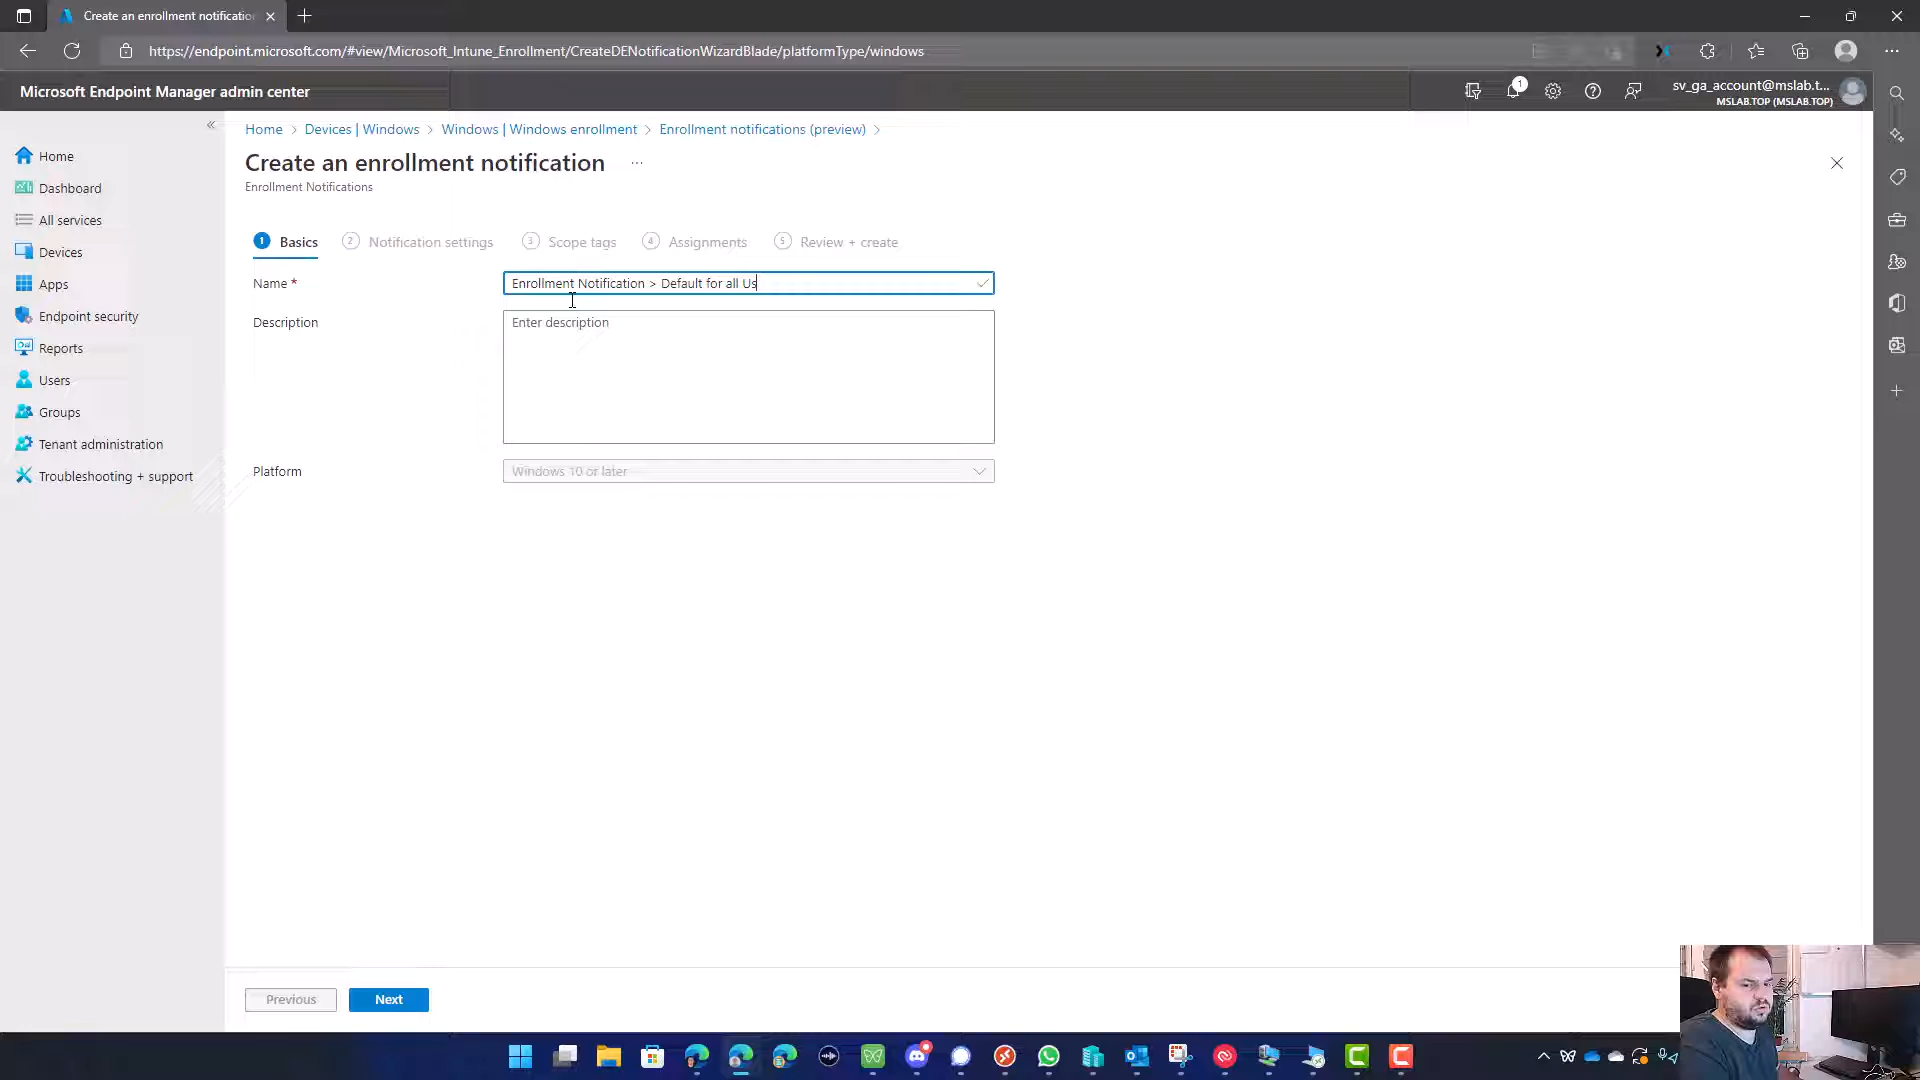 Create an enrollment notificatio
https://endpoint.microsoft.com/#view/Microsoft_Intune_Enrollment/CreateDENotificationWizardBlade/platformType/windows
Microsoft Endpoint Manager admin center
1
sv_ga_account@mslab.t...
MSLAB.TOP (MSLAB.TOP)
Home > Devices | Windows > Windows | Windows enrollment > Enrollment notifications (preview) >
Create an enrollment notification ...
Enrollment Notifications
Home
Dashboard
All services
Devices
Apps
Endpoint security
Reports
Users
Groups
Tenant administration
Troubleshooting + support
1 Basics 2 Notification settings 3 Scope tags 4 Assignments 5 Review + create
Name * Enrollment Notification > Default for all Us
Description Enter description
Platform Windows 10 or later
Previous Next